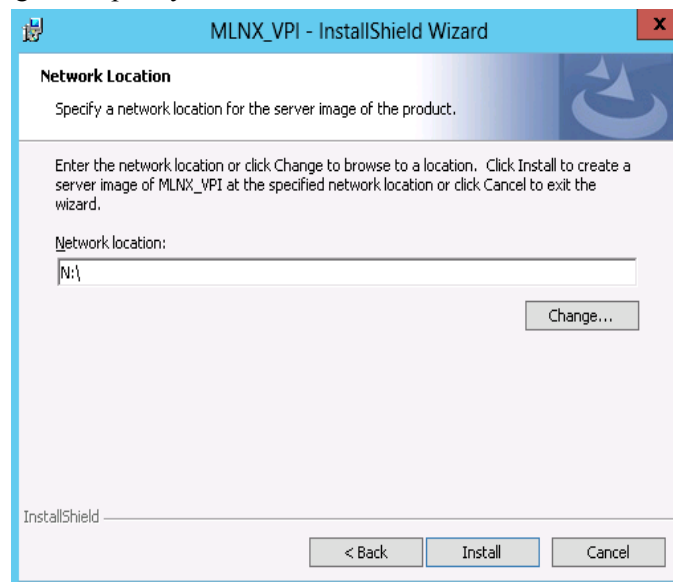 MLNX_VPI - InstallShield Wizard
x
Network Location
Specify a network location for the server image of the product.
Enter the network location or click Change to browse to a location. Click Install to create a
server image of MLNX_VPI at the specified network location or click Cancel to exit the
wizard.
Network location:
N:\
Change...
InstallShield
< Back Install Cancel